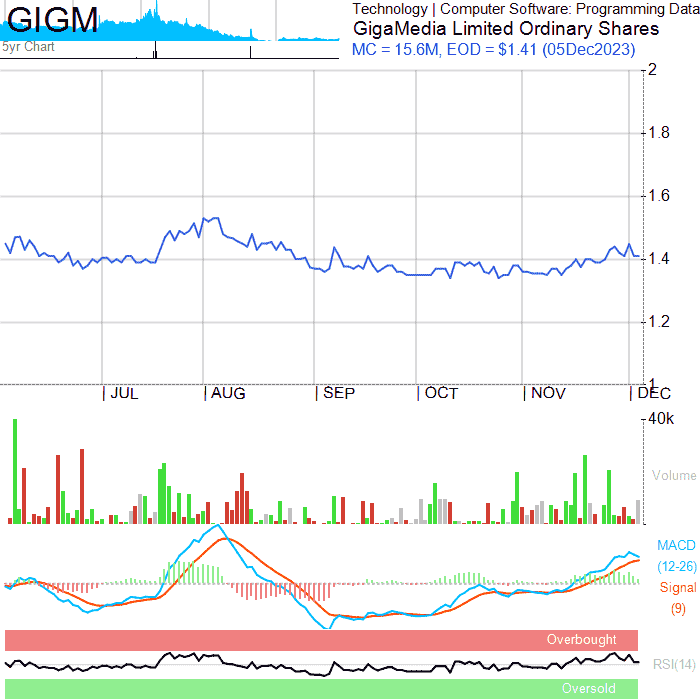 GIGM
5yr Chart
Technology | Computer Software: Programming Data
GigaMedia Limited Ordinary Shares
MC = 15.6M, EOD = $1.41 (05Dec2023)
2
1.8
1.6
1.4
1.2
1
JUL AUG SEP OCT NOV DEC
40k
Volume
MACD
(12-26)
Signal
(9)
Overbought
RSI(14)
Oversold